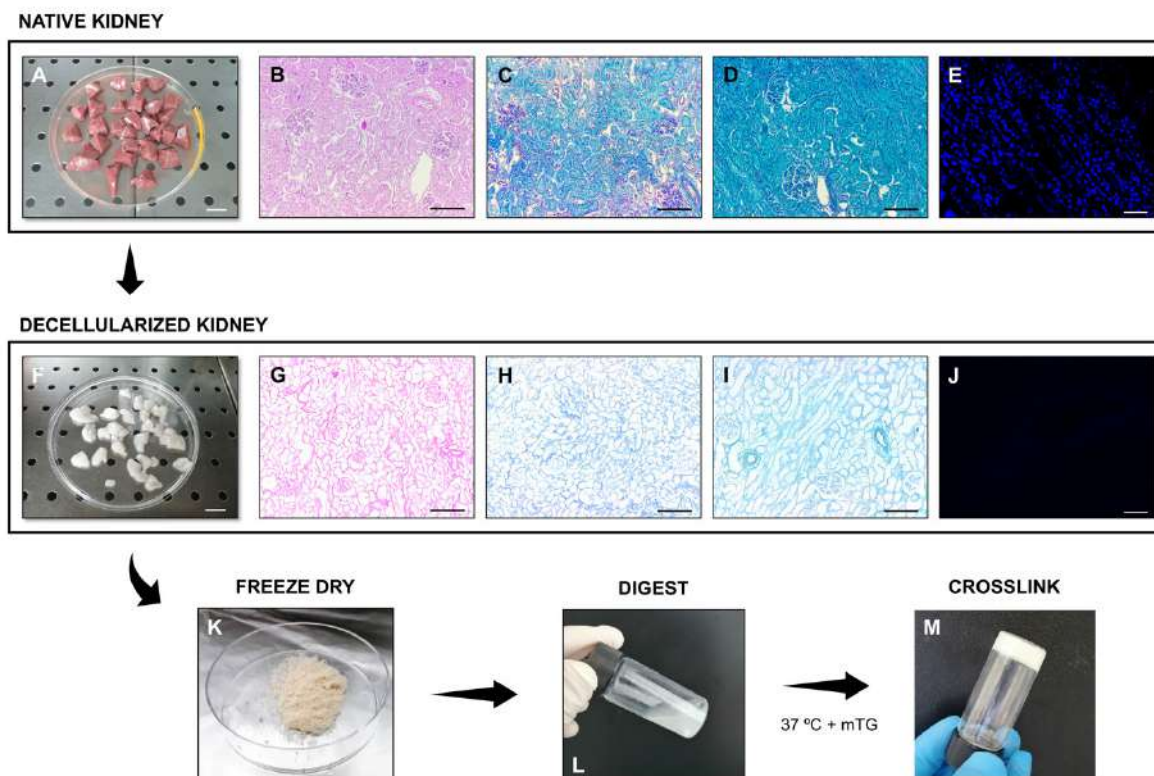 NATIVE KIDNEY
A
B
C
D
E
DECELLULARIZED KIDNEY
F
G
H
I
J
FREEZE DRY
DIGEST
CROSSLINK
K
L
M
37 ºC + mTG